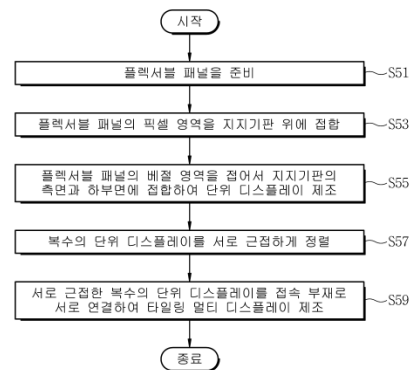 시작
플렉서블 패널을 준비
S51
플렉서블 패널의 픽셀 영역을 지지기판 위에 접합
S53
플렉서블 패널의 베젤 영역을 접어서 지지기판의
측면과 하부면에 접합하여 단위 디스플레이 제조
S55
복수의 단위 디스플레이를 서로 근접하게 정렬
S57
서로 근접한 복수의 단위 디스플레이를 접속 부재로
서로 연결하여 타일링 멀티 디스플레이 제조
S59
종료